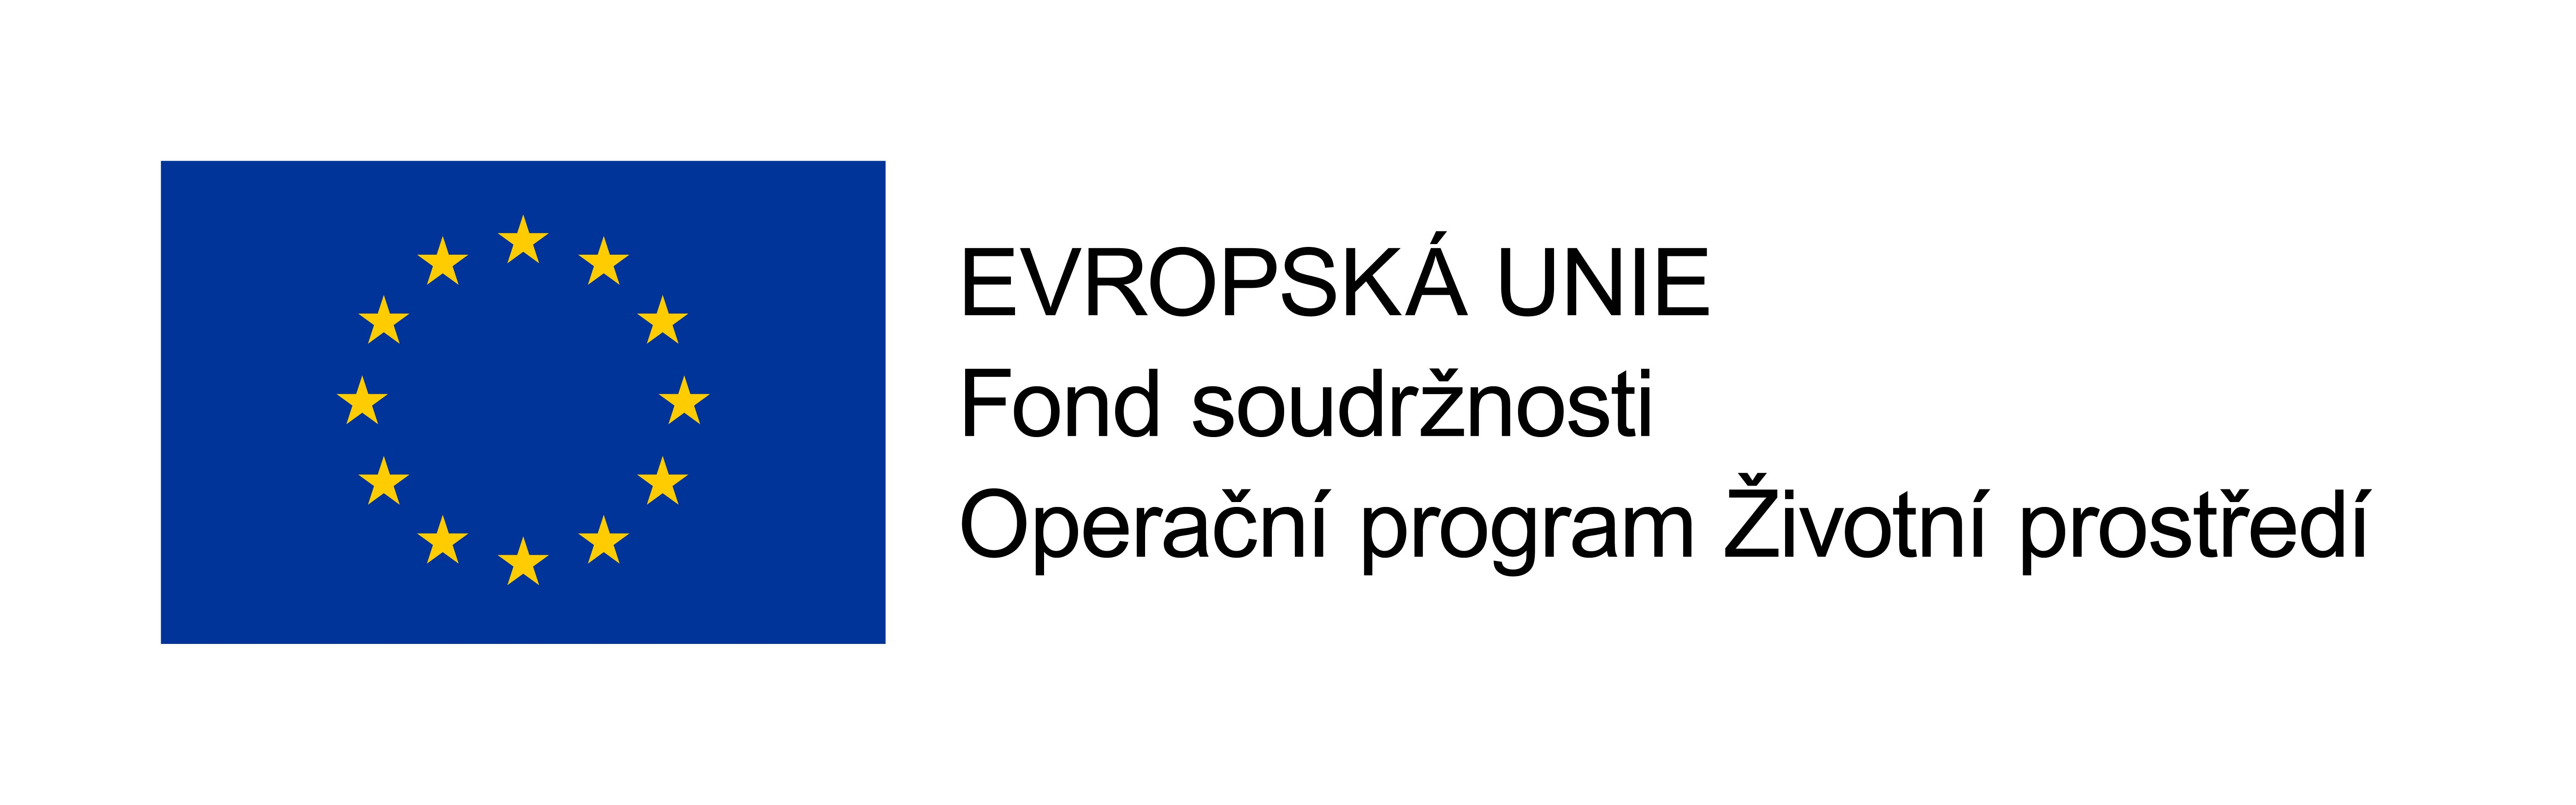 EVROPSKÁ UNIE
Fond soudržnosti
Operační program Životní prostředí